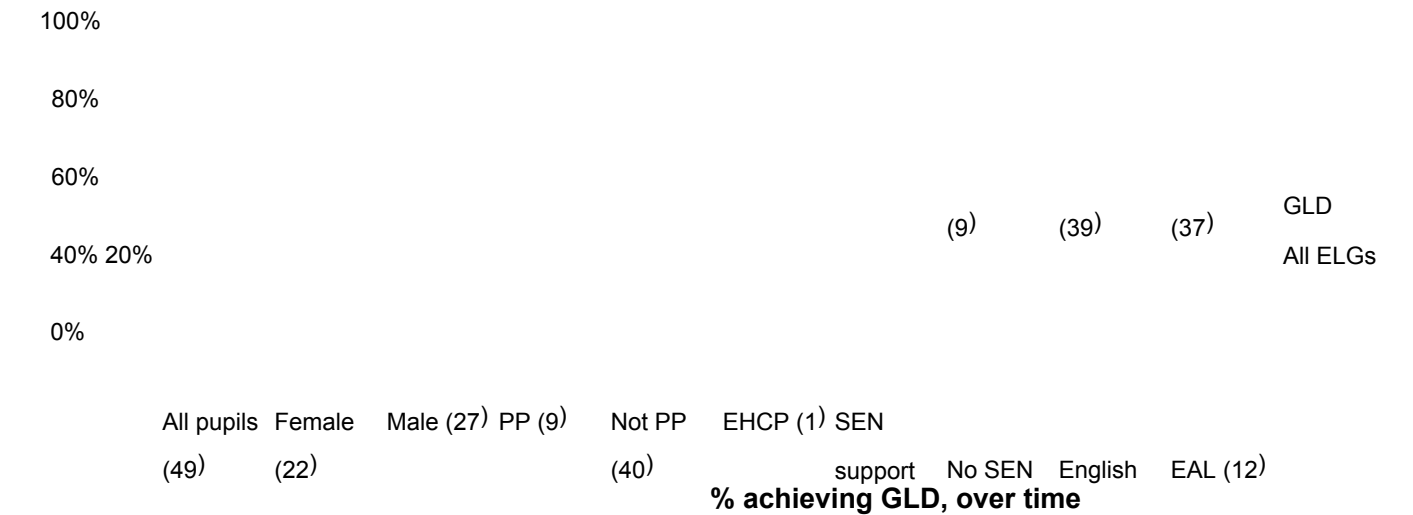 100%
80%
60%
GLD
(9) (39) (37)
40% 20%
All ELGs
0%
All pupils Female Male (27) PP (9) Not PP EHCP (1) SEN
(49) (22) (40) support No SEN English EAL (12)
% achieving GLD, over time